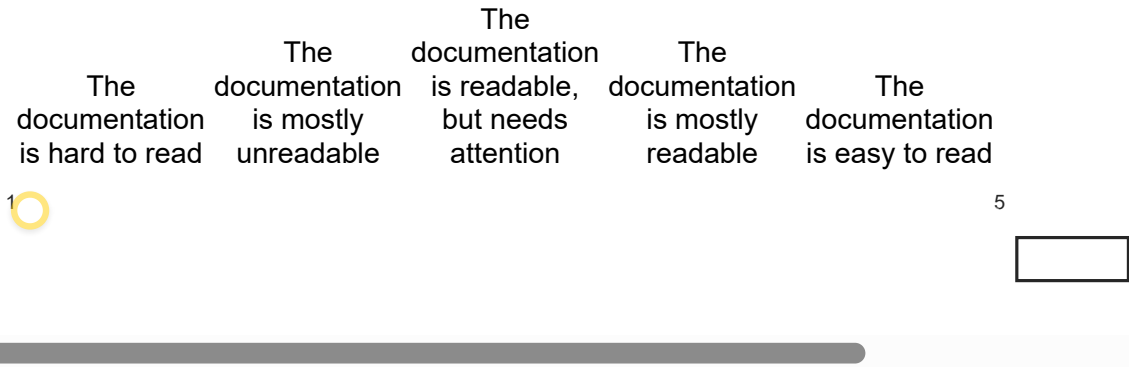 The
documentation
is hard to read
The
documentation
is mostly
unreadable
The
documentation
is readable,
but needs
attention
The
documentation
is mostly
readable
The
documentation
is easy to read
1
5